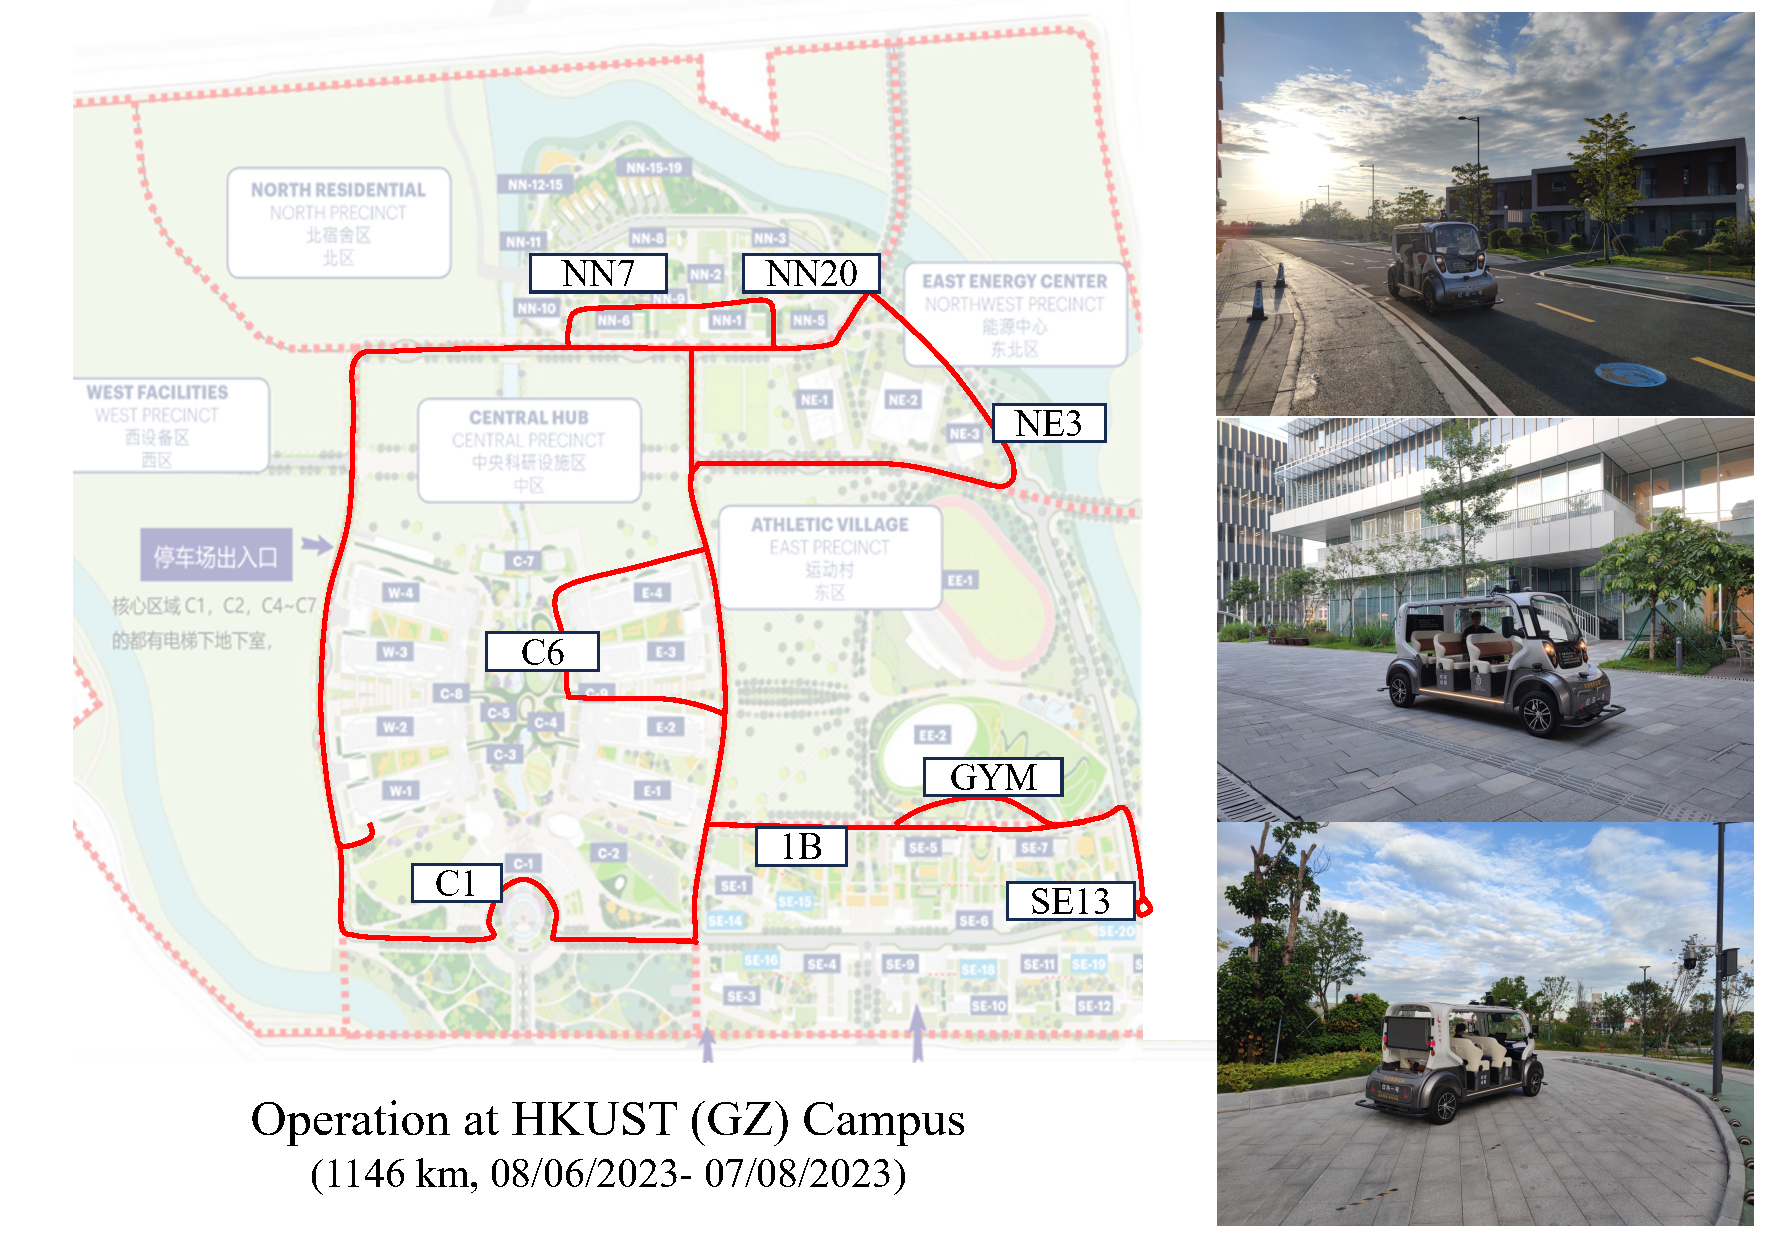 NN-15-19
NN-12-15
NORTH RESIDENTIAL
NORTH PRECINCT
北宿舍区
北区
NN-11
NN-8
NN-3
NN7
NN-2
NN20
EAST ENERGY CENTER
NORTHWEST PRECINCT
能源中心
东北区
NN-9
NN-10
NN-6
NN-1
NN-5
WEST FACILITIES
WEST PRECINCT
西设备区
西区
CENTRAL HUB
CENTRAL PRECINCT
中央科研设施区
中区
NE-1
NE-2
NE-3
NE3
ATHLETIC VILLAGE
EAST PRECINCT
运动村
东区
停车场出入口
核心区域 C1，C2，C4~C7
的都有电梯下地下室，
C-7
EE-1
W-4
E-4
W-3
C6
E-3
C-8
C-9
C-5
C-4
W-2
E-2
C-3
EE-2
W-1
E-1
GYM
1B
SE-5
SE-7
C-1
C-2
C1
SE-1
SE-15
SE13
SE-14
SE-6
SE-20
SE-16
SE-4
SE-9
SE-18
SE-11
SE-19
SE-3
SE-10
SE-12
Operation at HKUST (GZ) Campus
(1146 km, 08/06/2023- 07/08/2023)